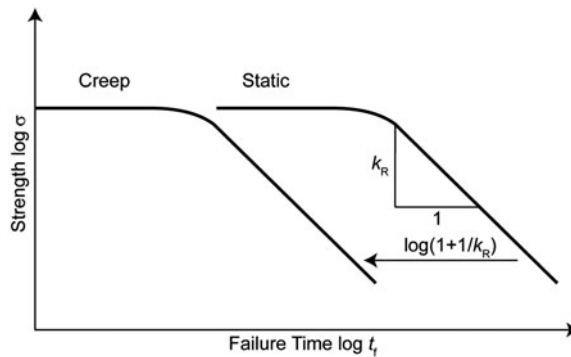 Creep
Static
Strength log σ
k_R
1
log(1+1/k_R)
Failure Time log t_f